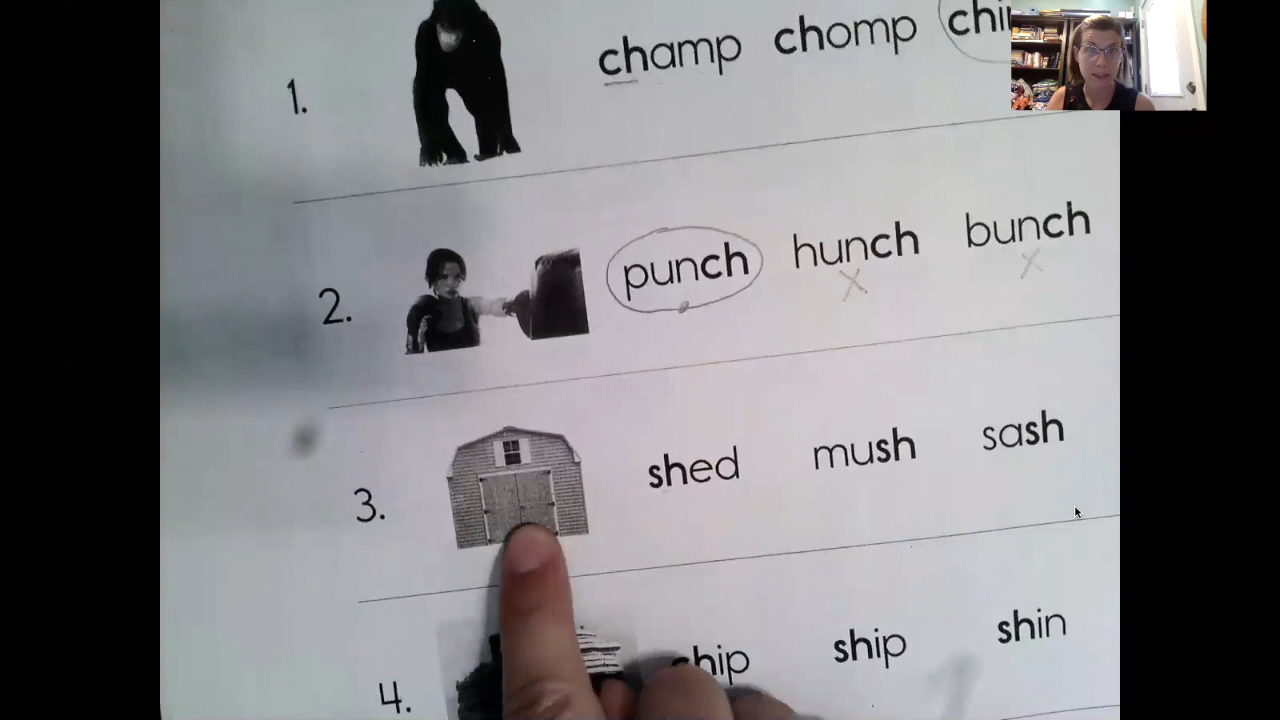 1. champ chomp
2. punch hunch bunch
3. shed mush sash
4. ship shin